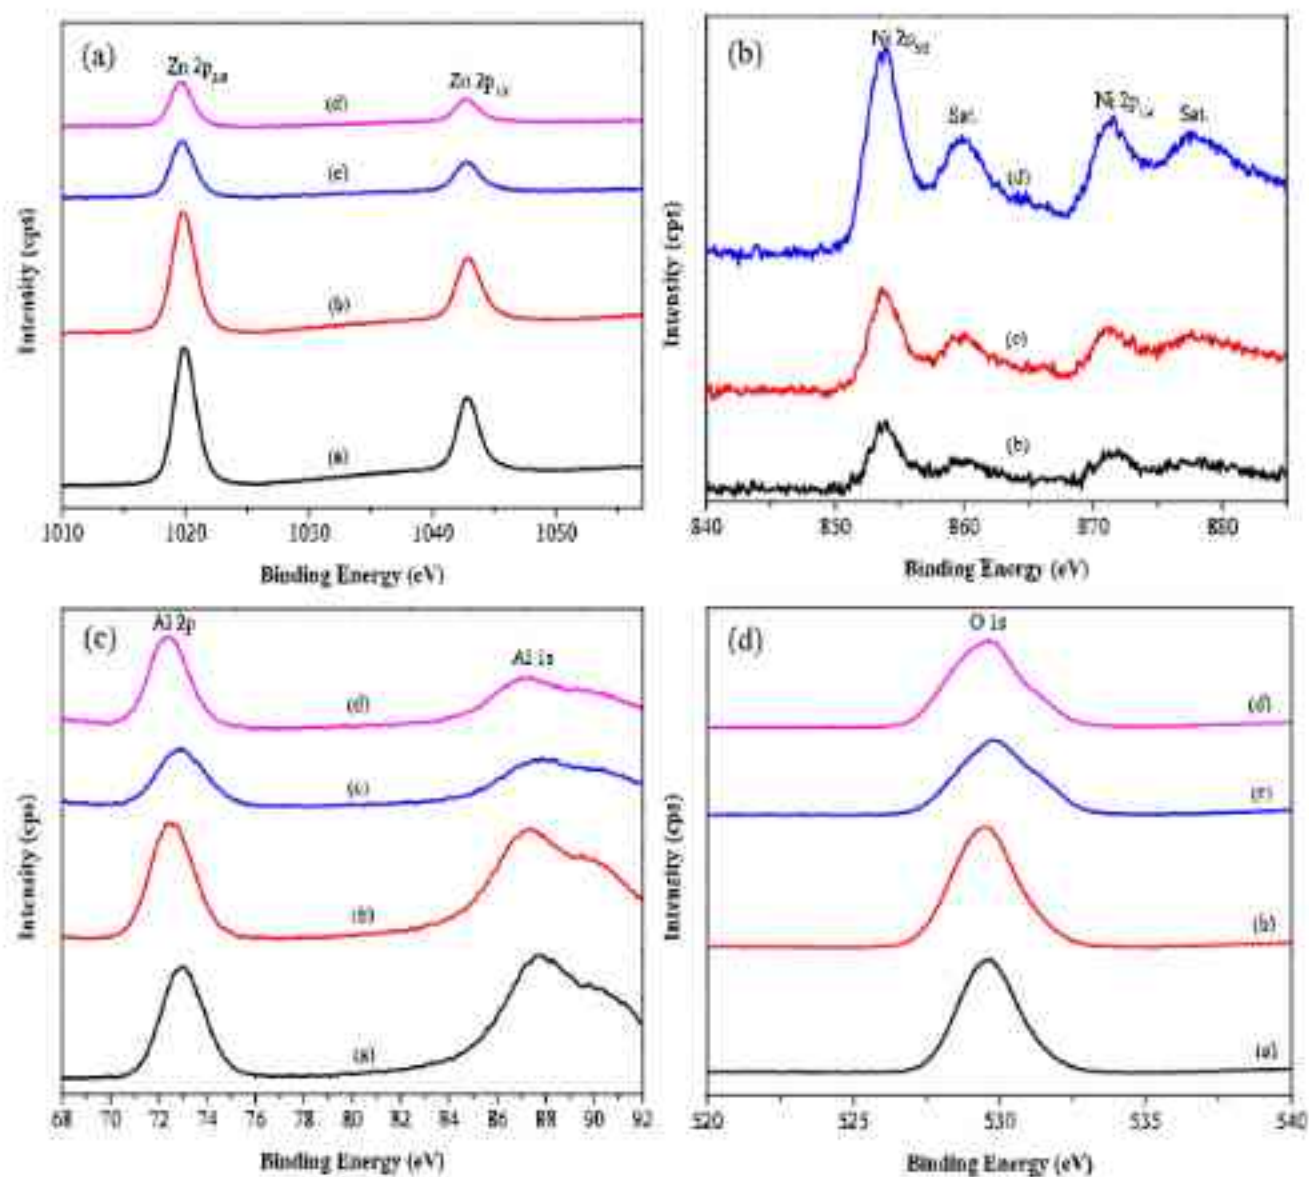 (a)
Zn 2p3/2
Zn 2p1/2
(d)
(c)
(b)
(a)
Intensity (cps)
1010 1020 1030 1040 1050
Binding Energy (eV)
(b)
Ni 2p3/2
Sat.
Ni 2p1/2
Sat.
(d)
(c)
(b)
Intensity (cps)
840 850 860 870 880
Binding Energy (eV)
(c)
Al 2p
Al 1s
(d)
(c)
(b)
(a)
Intensity (cps)
68 70 72 74 76 78 80 82 84 86 88 90 92
Binding Energy (eV)
(d)
O 1s
(d)
(c)
(b)
(a)
Intensity (cps)
520 525 530 535 540
Binding Energy (eV)